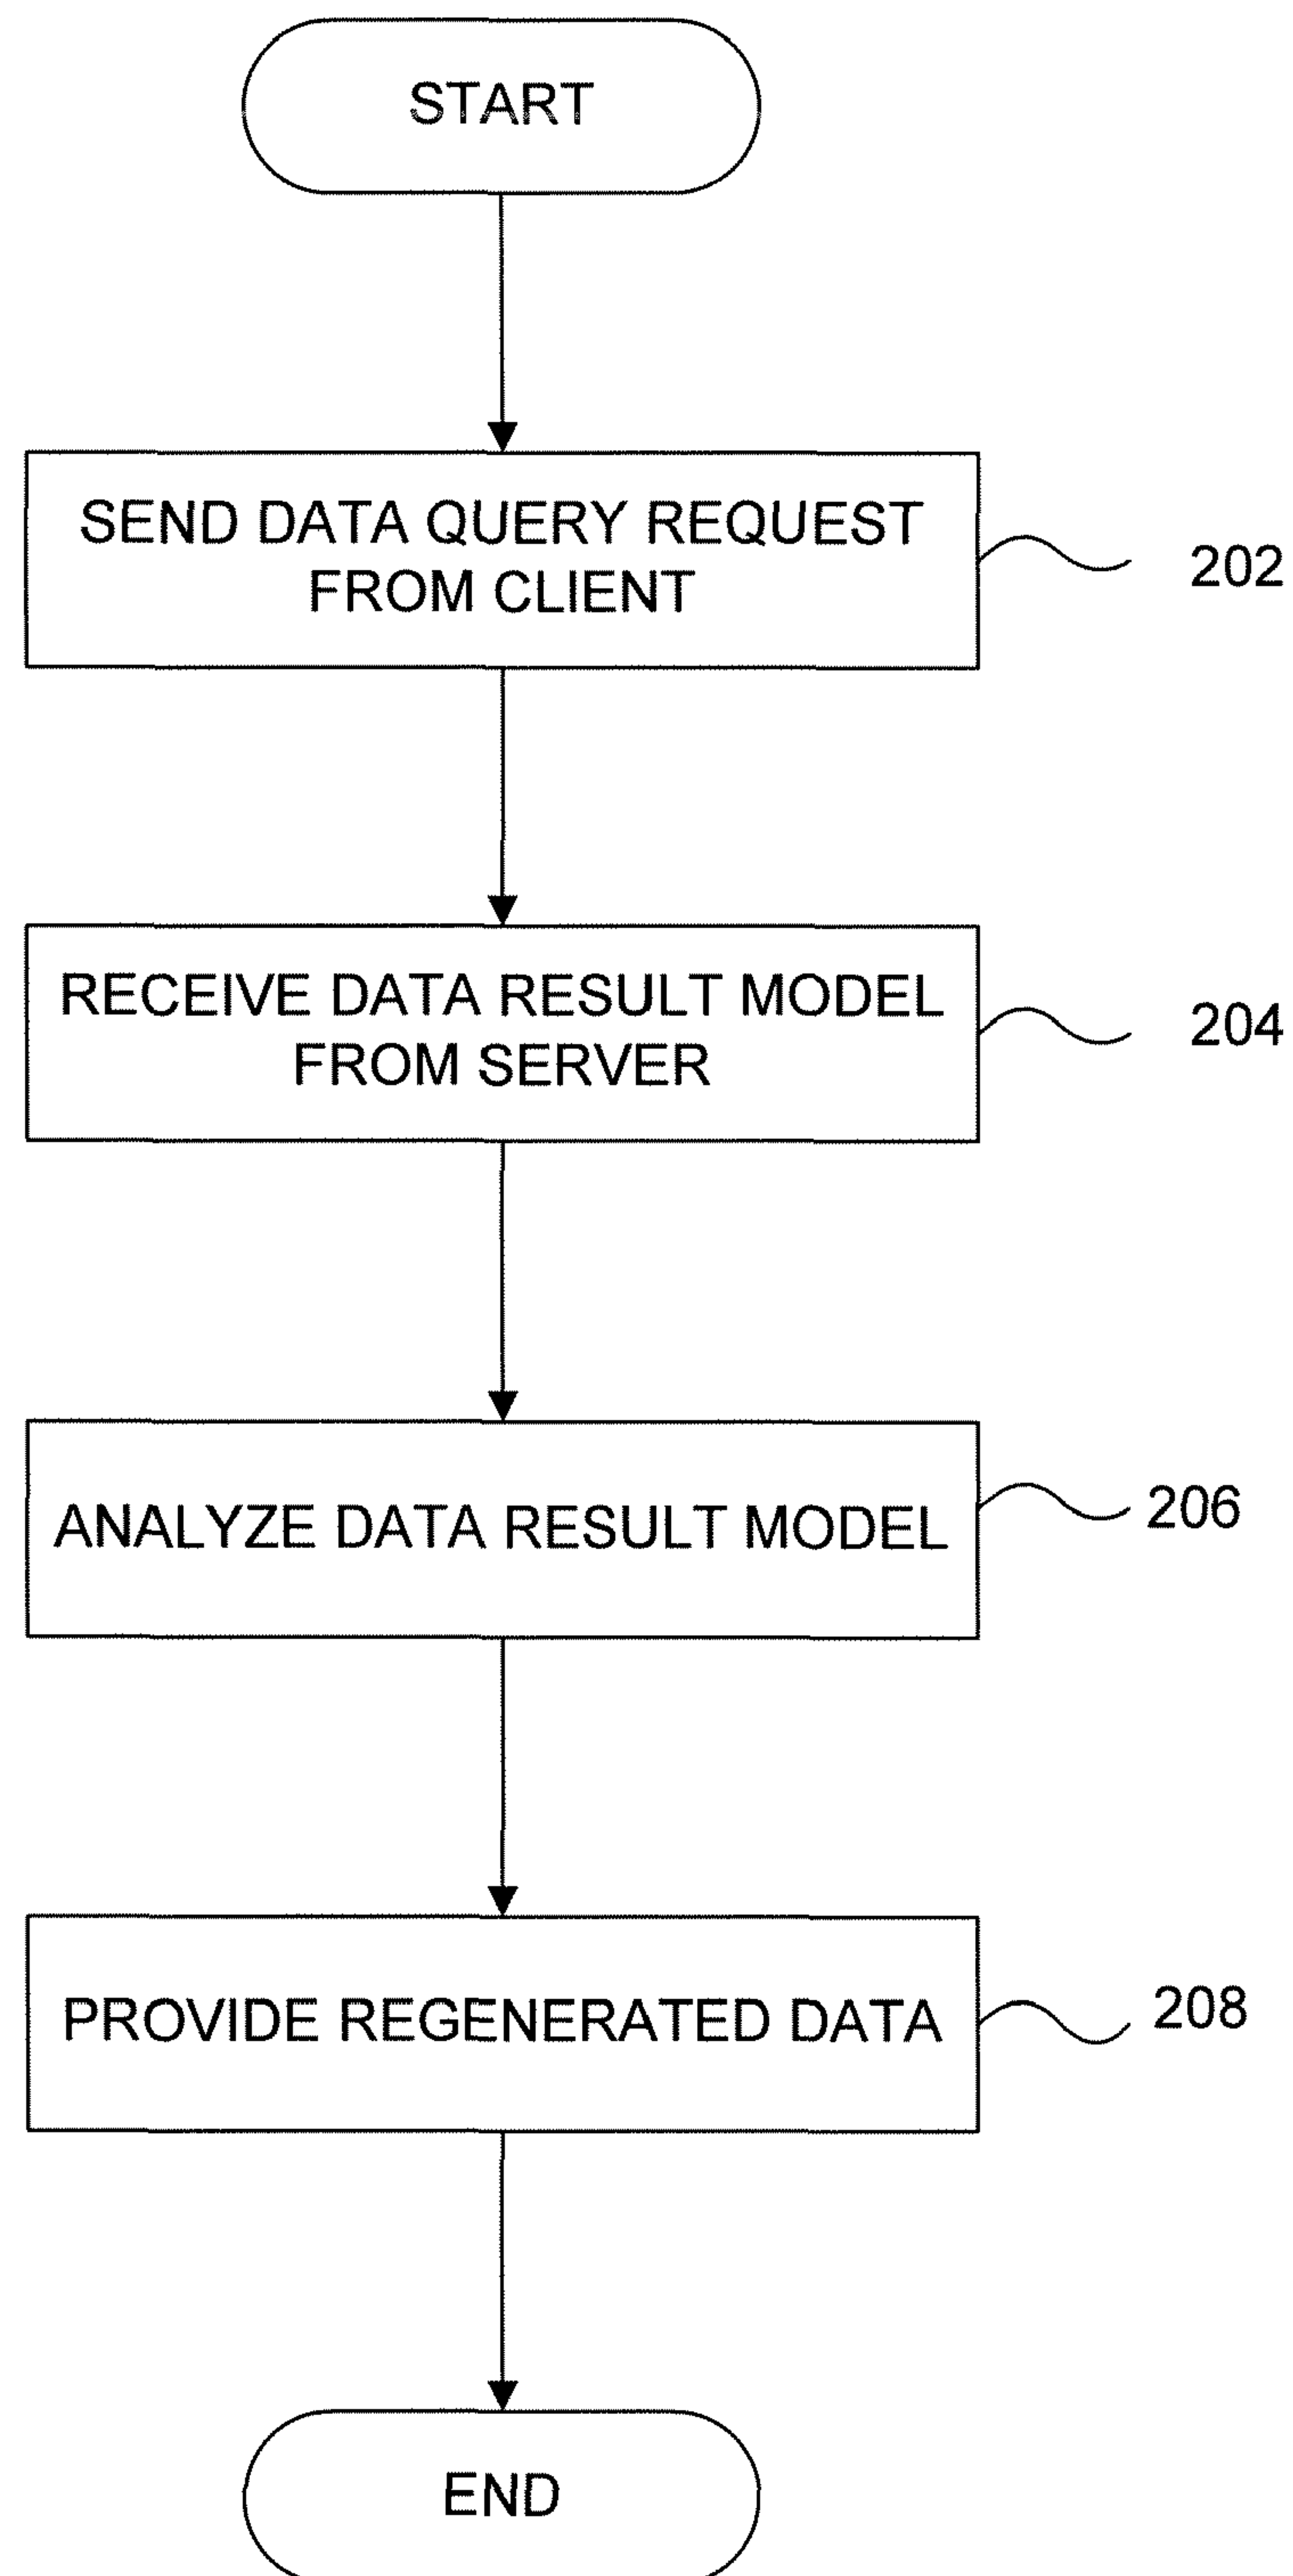 START
SEND DATA QUERY REQUEST
FROM CLIENT
202
RECEIVE DATA RESULT MODEL
FROM SERVER
204
ANALYZE DATA RESULT MODEL
206
PROVIDE REGENERATED DATA
208
END